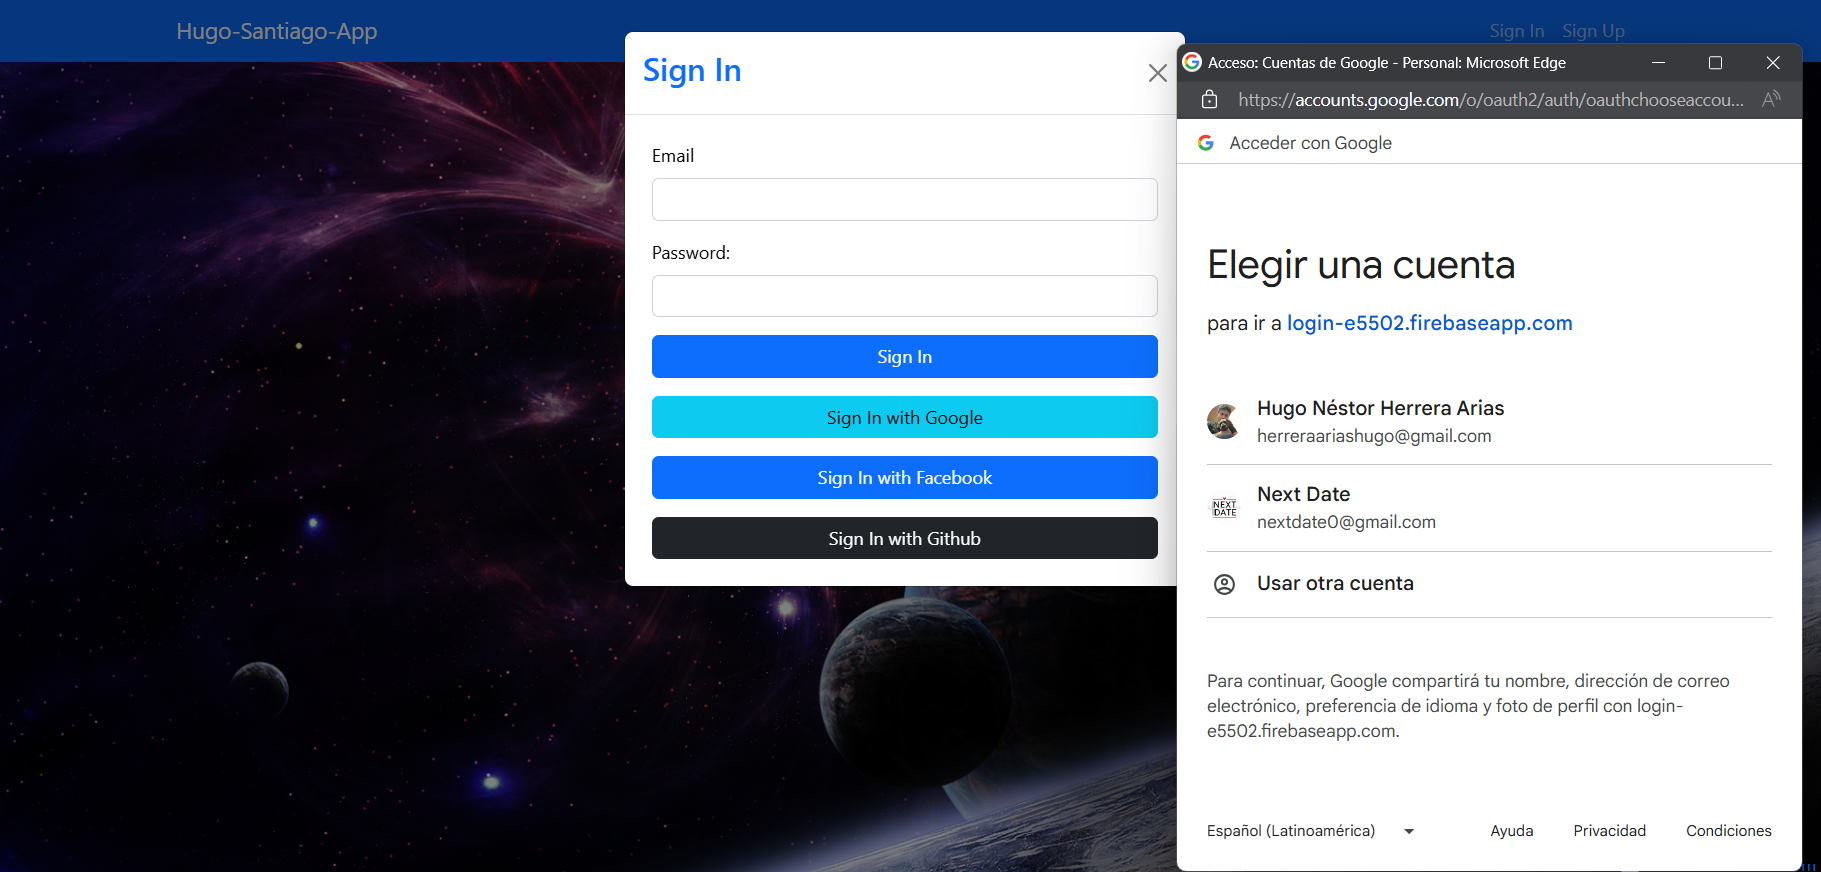 Hugo-Santiago-App
Sign In Sign Up
Sign In
Email
Password:
Sign In
Sign In with Google
Sign In with Facebook
Sign In with Github
Acceso: Cuentas de Google - Personal: Microsoft Edge
https://accounts.google.com/o/oauth2/auth/oauthchooseaccou...
Acceder con Google
Elegir una cuenta
para ir a login-e5502.firebaseapp.com
Hugo Néstor Herrera Arias
herreraariashugo@gmail.com
NEXT
DATE
Next Date
nextdate0@gmail.com
Usar otra cuenta
Para continuar, Google compartirá tu nombre, dirección de correo
electrónico, preferencia de idioma y foto de perfil con login-
e5502.firebaseapp.com.
Español (Latinoamérica) Ayuda Privacidad Condiciones